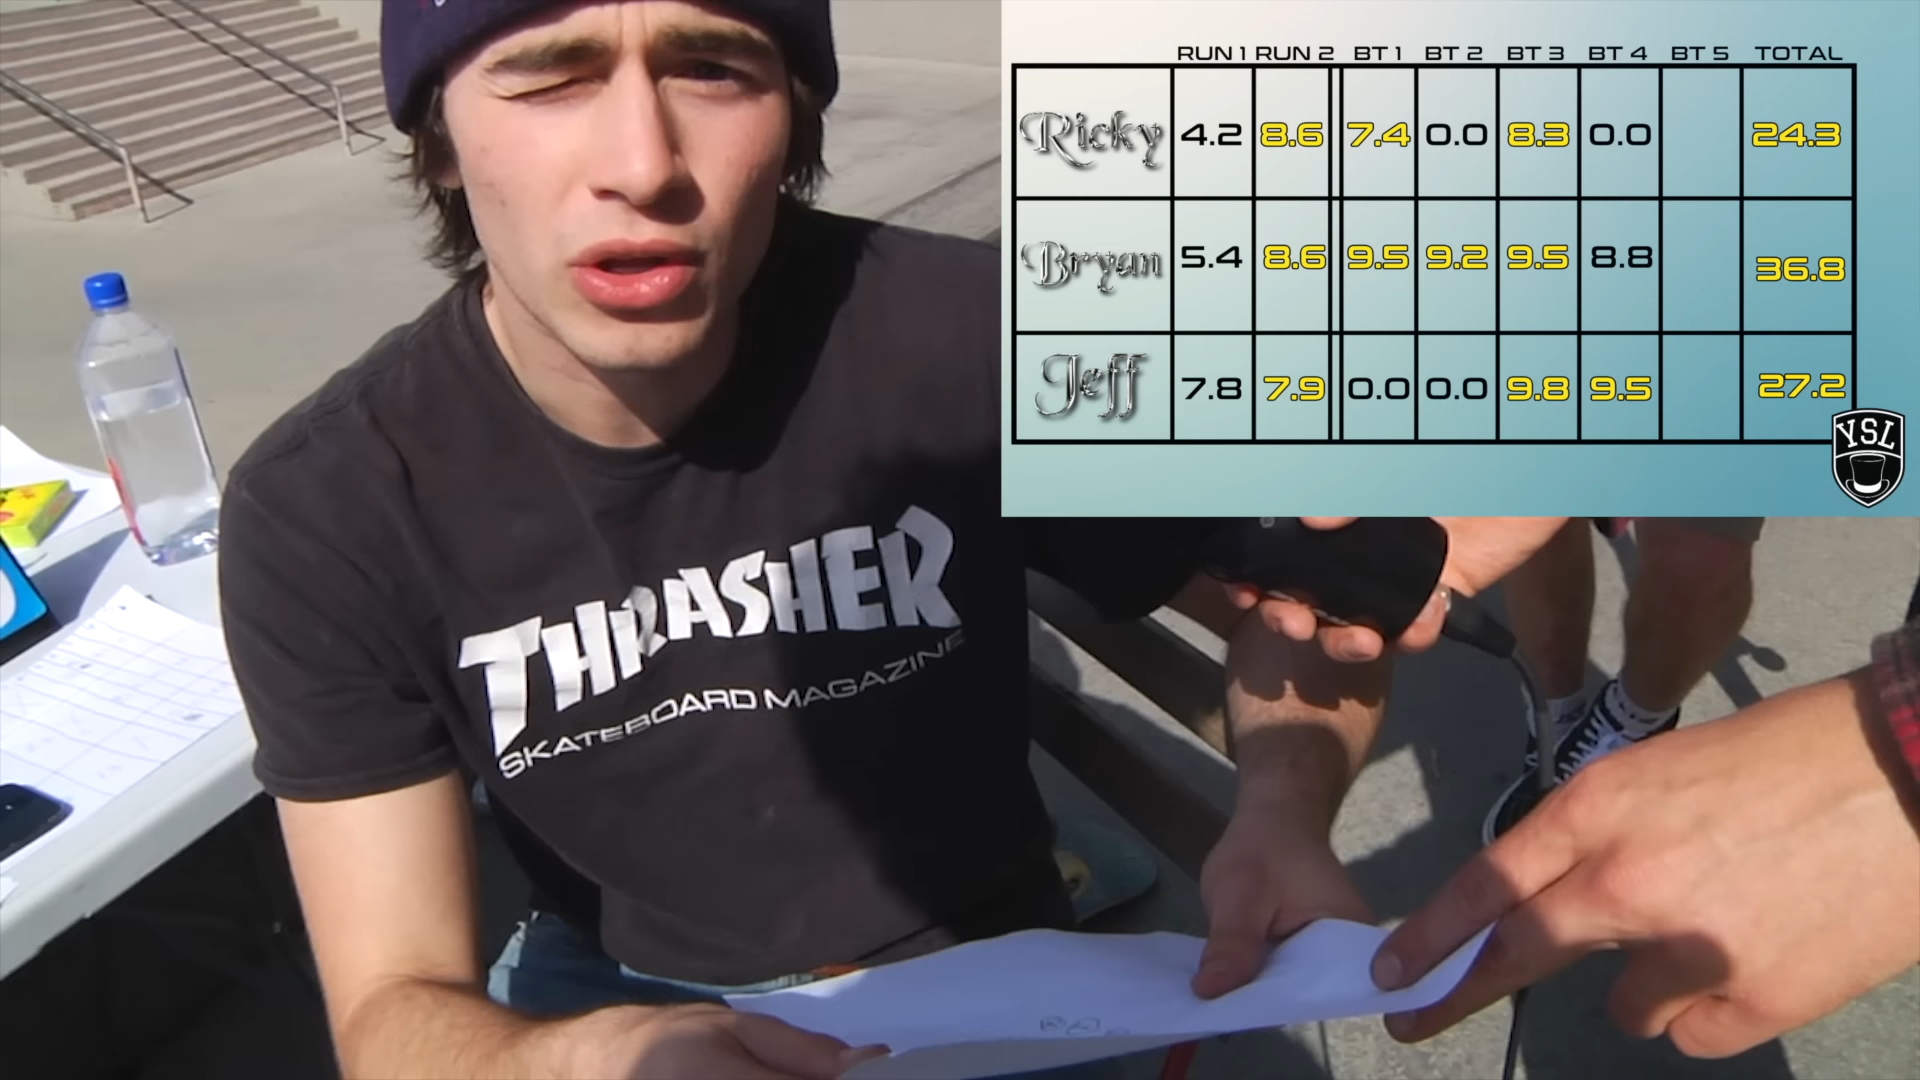 RUN 1 RUN 2 BT 1 BT 2 BT 3 BT 4 BT 5 TOTAL
Ricky 4.2 8.6 7.4 0.0 8.3 0.0 24.3
Bryan 5.4 8.6 9.5 9.2 9.5 8.8 36.8
Jeff 7.8 7.9 0.0 0.0 9.8 9.5 27.2
YSL
THRASHER
SKATEBOARD MAGAZINE